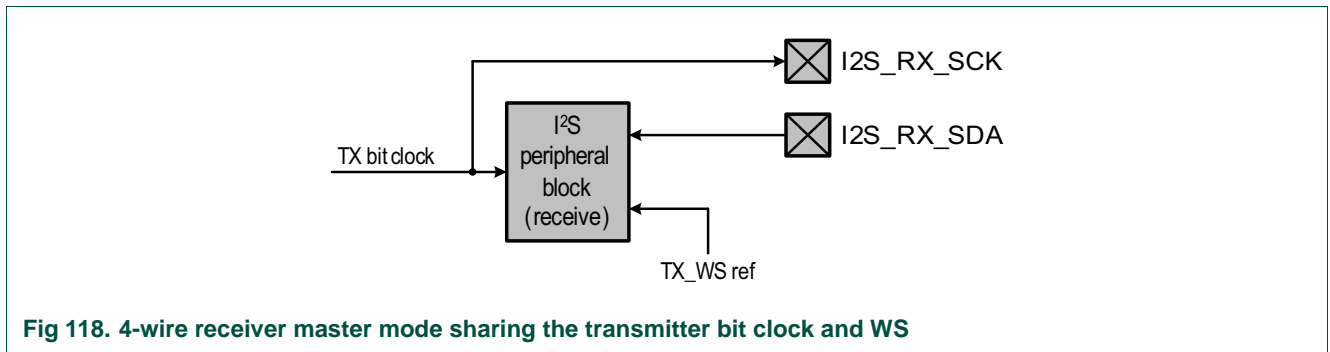 I2S_RX_SCK
I²S
peripheral
block
(receive)
I2S_RX_SDA
TX bit clock
TX_WS ref
Fig 118. 4-wire receiver master mode sharing the transmitter bit clock and WS